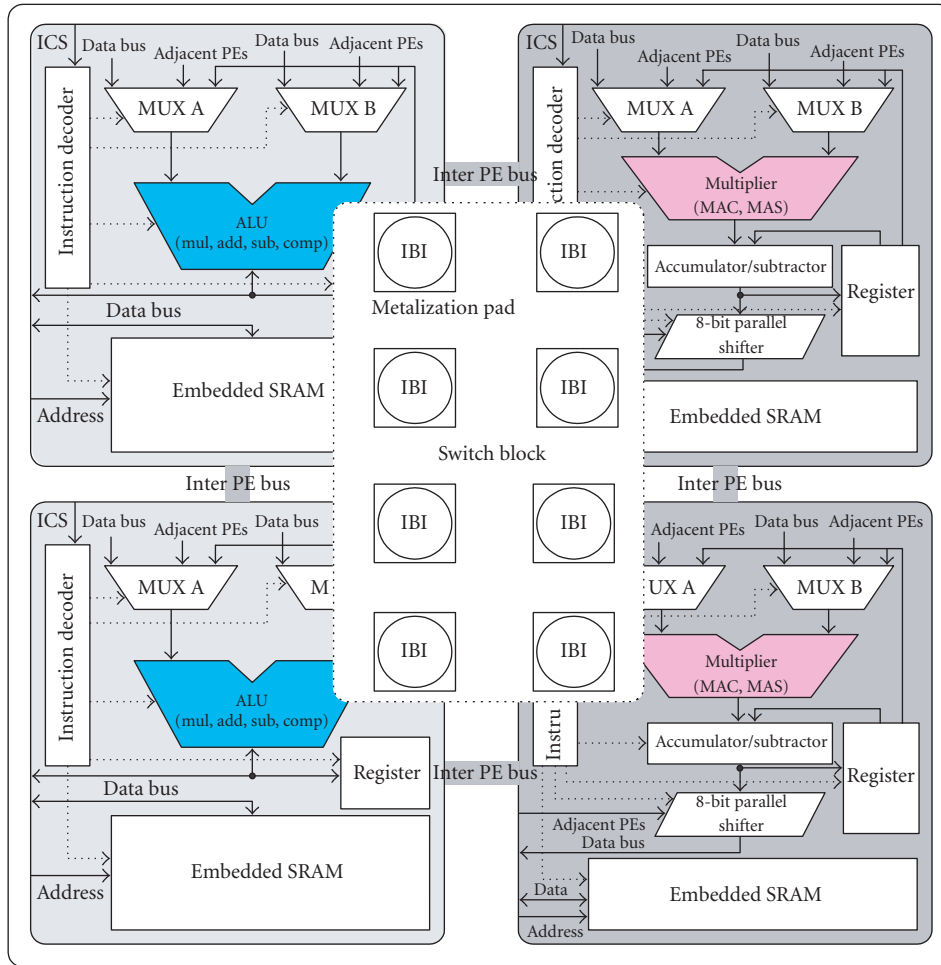 ICS
Data bus
Adjacent PEs
Data bus
Adjacent PEs
MUX A
MUX B
Instruction decoder
ALU
(mul, add, sub, comp)
Data bus
Embedded SRAM
Address
Inter PE bus
ICS
Data bus
Adjacent PEs
Data bus
Adjacent PEs
MUX A
MUX B
ction decoder
Multiplier
(MAC, MAS)
Accumulator/subtractor
Register
8-bit parallel
shifter
Embedded SRAM
IBI
IBI
Metalization pad
IBI
IBI
Switch block
IBI
IBI
IBI
IBI
Inter PE bus
Inter PE bus
ICS
Data bus
Adjacent PEs
Data bus
MUX A
M
Instruction decoder
ALU
(mul, add, sub, comp)
Register
Data bus
Embedded SRAM
Address
Inter PE bus
Adjacent PEs
Data bus
Adjacent PEs
UX A
MUX B
Instru
Multiplier
(MAC, MAS)
Accumulator/subtractor
Register
8-bit parallel
shifter
Adjacent PEs
Data bus
Data
Embedded SRAM
Address